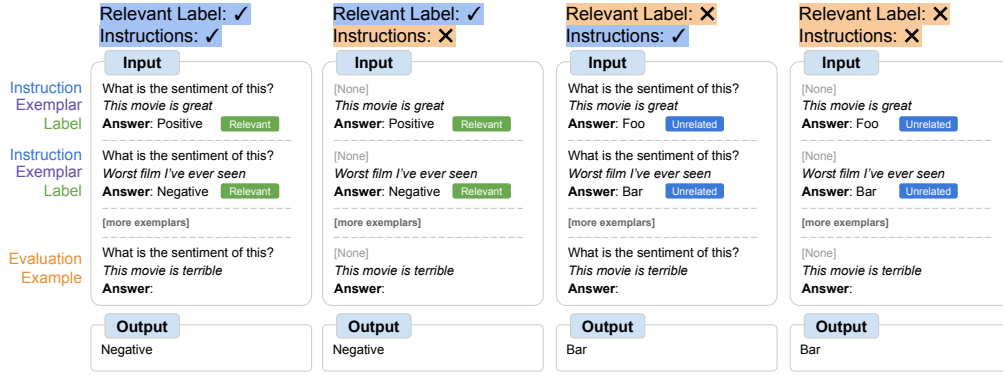 Relevant Label: ✓
Instructions: ✓
Relevant Label: ✓
Instructions: ✕
Relevant Label: ✕
Instructions: ✓
Relevant Label: ✕
Instructions: ✕
Instruction
Exemplar
Label
Instruction
Exemplar
Label
Evaluation
Example
Input
What is the sentiment of this?
This movie is great
Answer: Positive Relevant
What is the sentiment of this?
Worst film I've ever seen
Answer: Negative Relevant
[more exemplars]
What is the sentiment of this?
This movie is terrible
Answer:
Output
Negative
Input
[None]
This movie is great
Answer: Positive Relevant
[None]
Worst film I've ever seen
Answer: Negative Relevant
[more exemplars]
[None]
This movie is terrible
Answer:
Output
Negative
Input
What is the sentiment of this?
This movie is great
Answer: Foo Unrelated
What is the sentiment of this?
Worst film I've ever seen
Answer: Bar Unrelated
[more exemplars]
What is the sentiment of this?
This movie is terrible
Answer:
Output
Bar
Input
[None]
This movie is great
Answer: Foo Unrelated
[None]
Worst film I've ever seen
Answer: Bar Unrelated
[more exemplars]
[None]
This movie is terrible
Answer:
Output
Bar